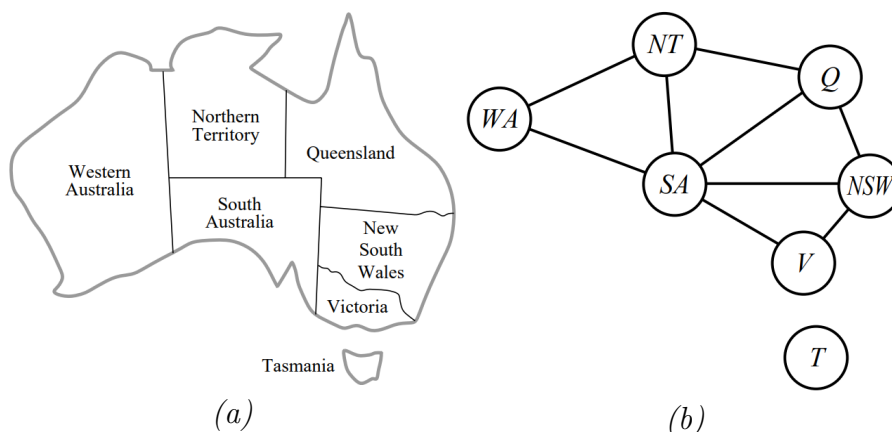 Northern
Territory
Western
Australia
Queensland
South
Australia
New
South
Wales
Victoria
Tasmania
(a)
NT
Q
WA
SA
NSW
V
T
(b)